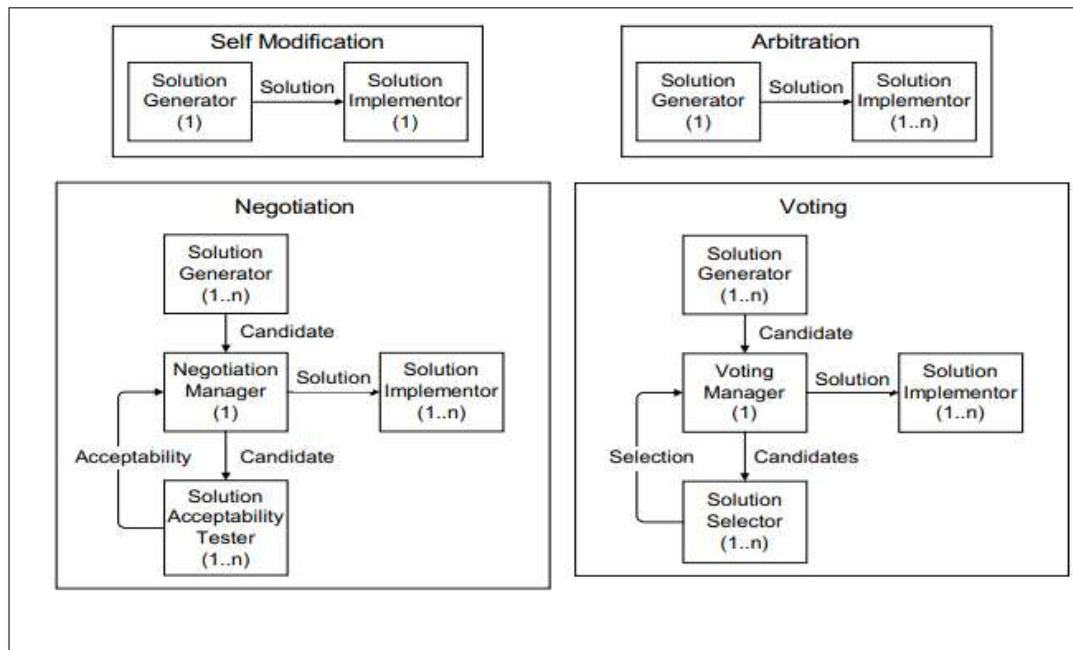 Self Modification
Solution
Generator
(1)
Solution
Solution
Implementor
(1)
Arbitration
Solution
Generator
(1)
Solution
Solution
Implementor
(1..n)
Negotiation
Solution
Generator
(1..n)
Candidate
Negotiation
Manager
(1)
Solution
Solution
Implementor
(1..n)
Acceptability
Candidate
Solution
Acceptability
Tester
(1..n)
Voting
Solution
Generator
(1..n)
Candidate
Voting
Manager
(1)
Solution
Solution
Implementor
(1..n)
Selection
Candidates
Solution
Selector
(1..n)